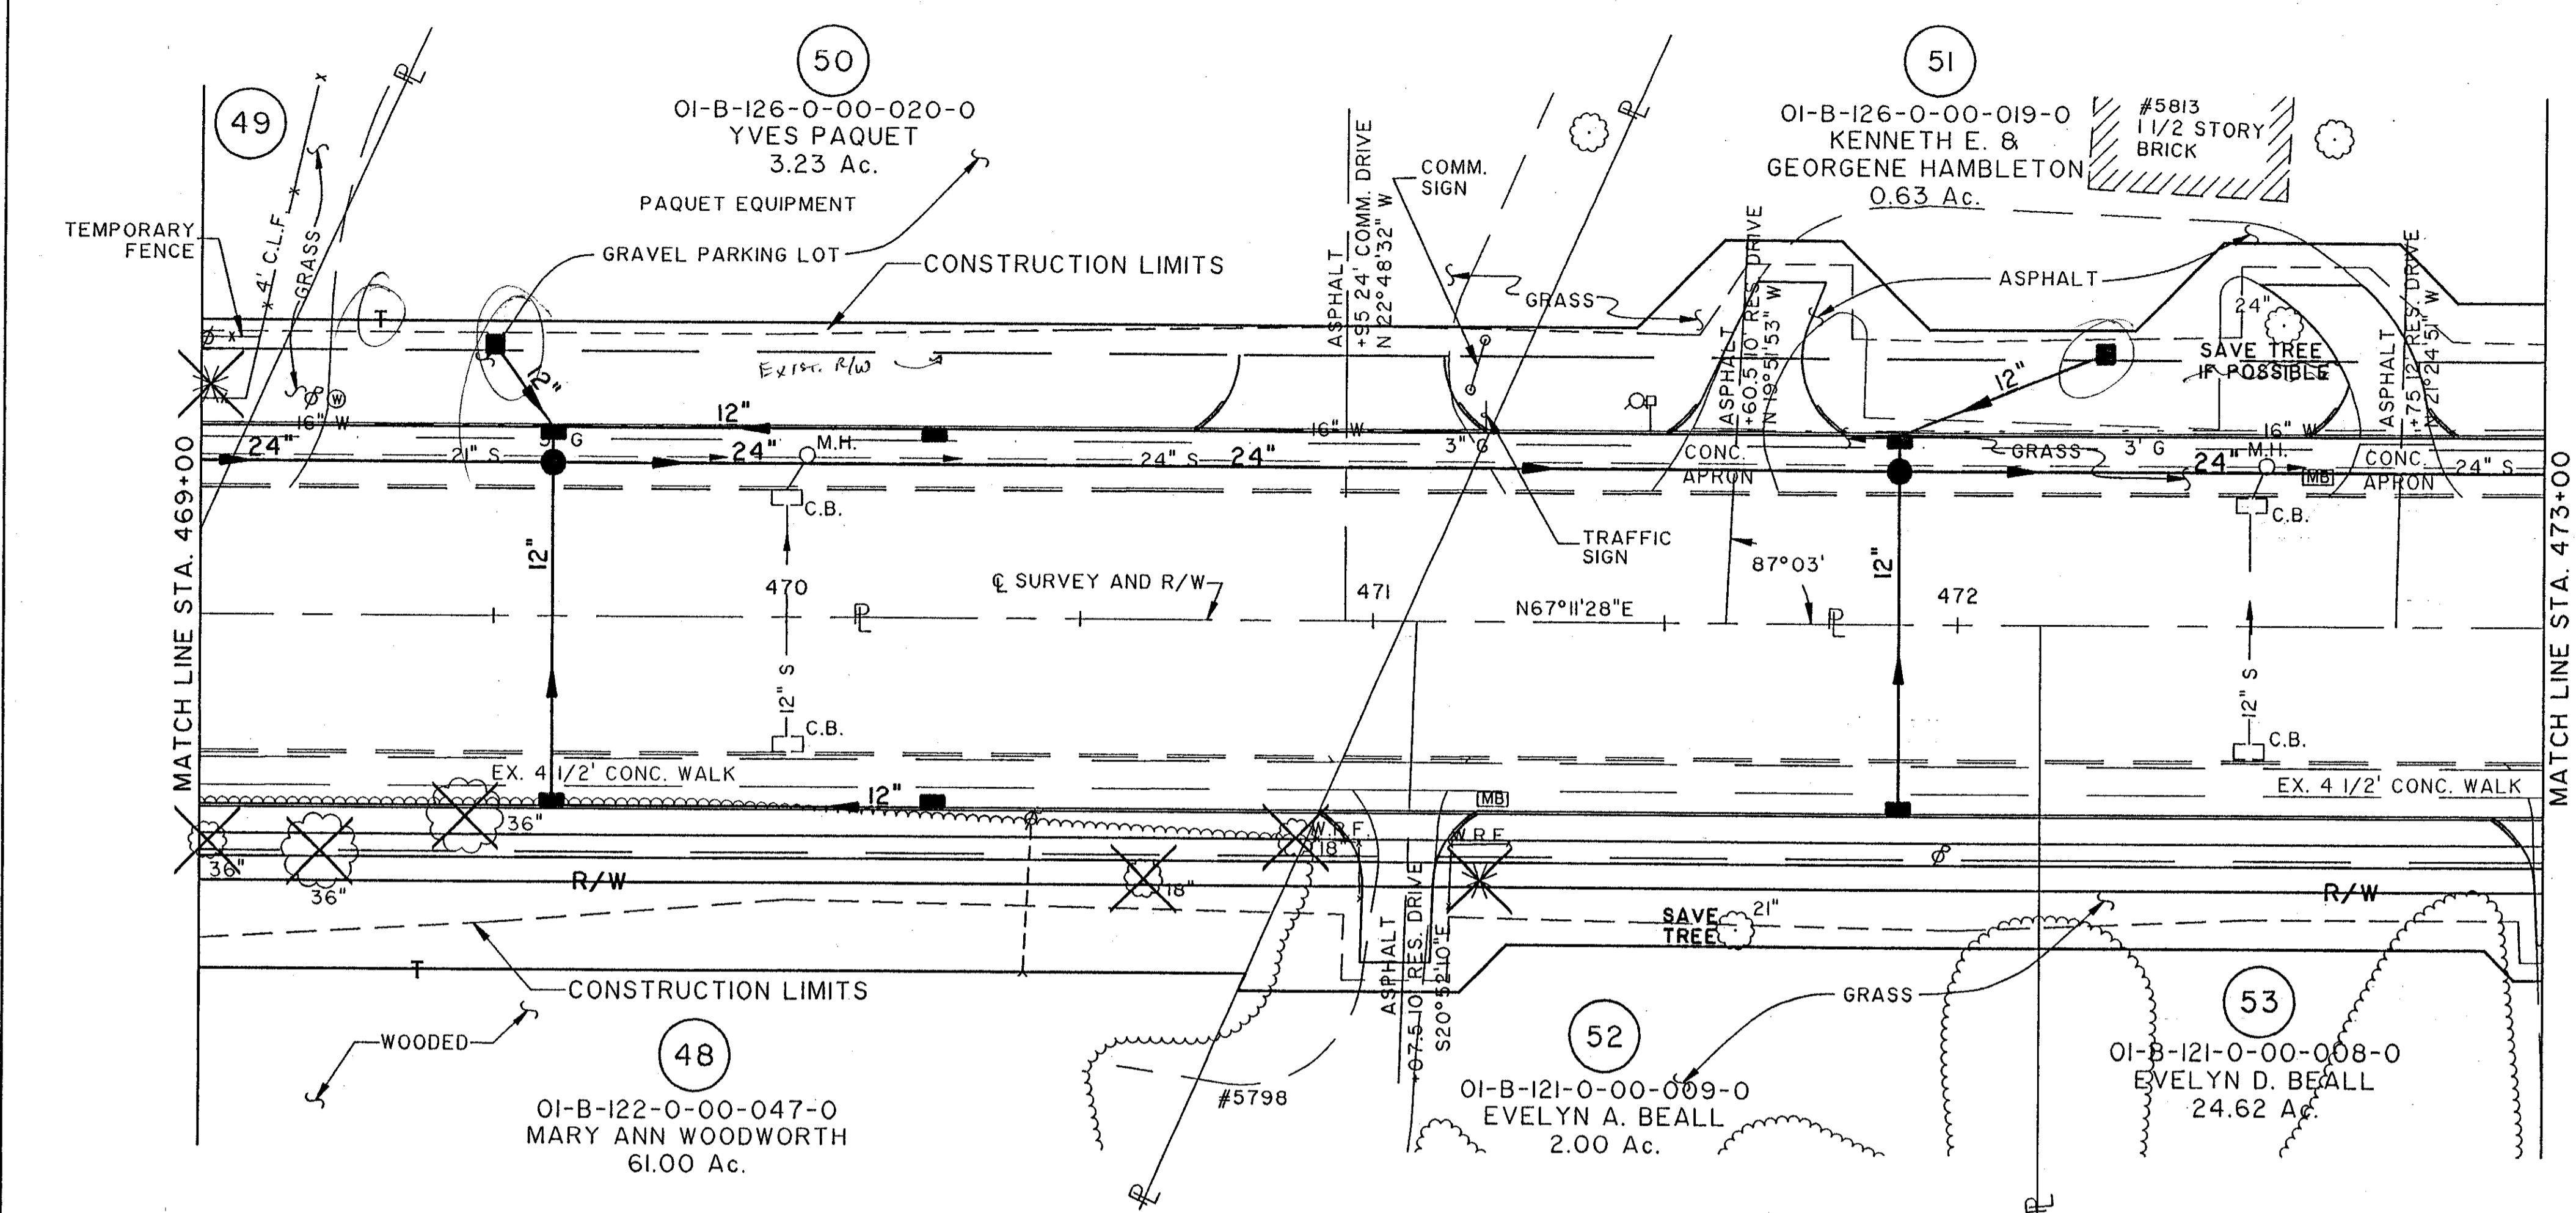 50
01-B-126-0-00-020-0
YVES PAQUET
3.23 Ac.
PAQUET EQUIPMENT
GRAVEL PARKING LOT
CONSTRUCTION LIMITS
49
4' C.L.F.
GRASS
TEMPORARY
FENCE
T
EXIST. R/W
ASPHALT
+95 24' COMM. DRIVE
N 22°48'32" W
COMM.
SIGN
GRASS
51
01-B-126-0-00-019-0
KENNETH E. &
GEORGENE HAMBLETON
0.63 Ac.
#5813
1 1/2 STORY
BRICK
ASPHALT
ASPHALT
+60.5 10' RES. DRIVE
N 19°51'53" W
24"
SAVE TREE
IF POSSIBLE
ASPHALT
+75 12' RES. DRIVE
N 21°24'51" W
12"
12"
12"
16" W
W
24"
21" S
G
24"
M.H.
16" W
24" S
24"
3" G
CONC.
APRON
GRASS
3' G
16" W
24"
M.H.
MB
CONC.
APRON
24" S
C.B.
C.B.
TRAFFIC
SIGN
MATCH LINE STA. 469+00
MATCH LINE STA. 473+00
12"
12"
470
℄ SURVEY AND R/W
471
N67°11'28"E
87°03'
472
PL
PL
12" S
12" S
C.B.
C.B.
EX. 4 1/2' CONC. WALK
EX. 4 1/2' CONC. WALK
12"
MB
36"
36"
36"
18"
18"
W.R.F.
W.R.F.
R/W
R/W
SAVE
TREE
21"
ASPHALT
+07.5 10' RES. DRIVE
S20°52'10"E
T
CONSTRUCTION LIMITS
WOODED
GRASS
48
01-B-122-0-00-047-0
MARY ANN WOODWORTH
61.00 Ac.
#5798
52
01-B-121-0-00-009-0
EVELYN A. BEALL
2.00 Ac.
53
01-B-121-0-00-008-0
EVELYN D. BEALL
24.62 Ac.
PL
PL
PL
PL